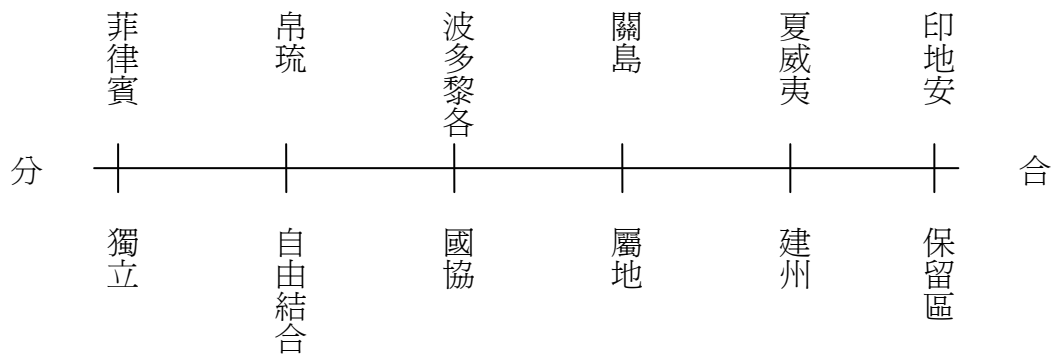 菲律賓
帛琉
波多黎各
關島
夏威夷
印地安
分
合
獨立
自由結合
國協
屬地
建州
保留區